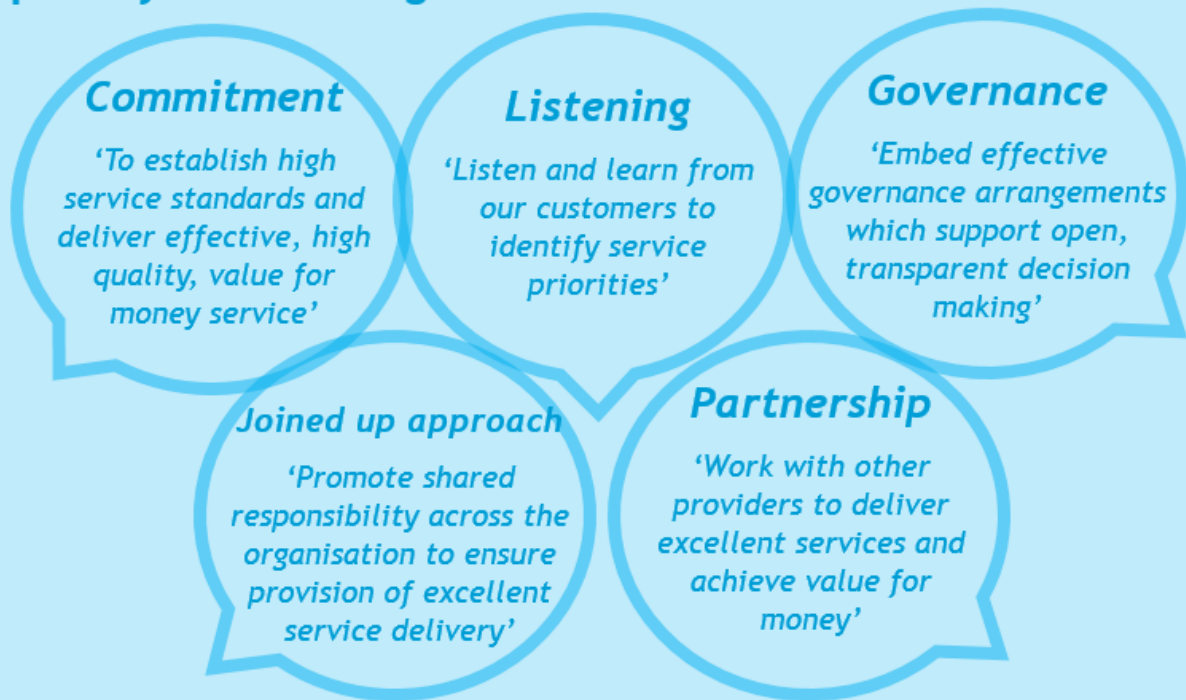 Commitment
‘To establish high
service standards and
deliver effective, high
quality, value for
money service’
Listening
‘Listen and learn from
our customers to
identify service
priorities’
Governance
‘Embed effective
governance arrangements
which support open,
transparent decision
making’
Joined up approach
‘Promote shared
responsibility across the
organisation to ensure
provision of excellent
service delivery’
Partnership
‘Work with other
providers to deliver
excellent services and
achieve value for
money’